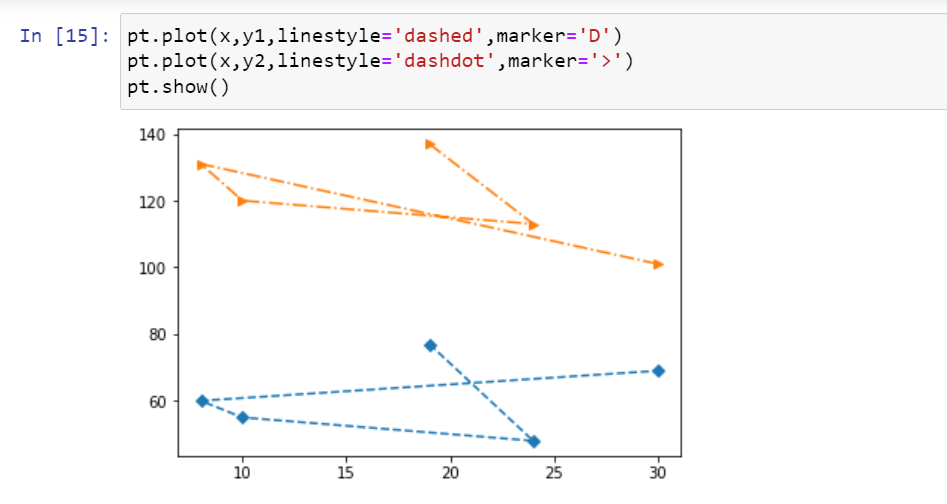 In [15]: pt.plot(x,y1,linestyle='dashed',marker='D')
pt.plot(x,y2,linestyle='dashdot',marker='>')
pt.show()
140
120
100
80
60
10 15 20 25 30